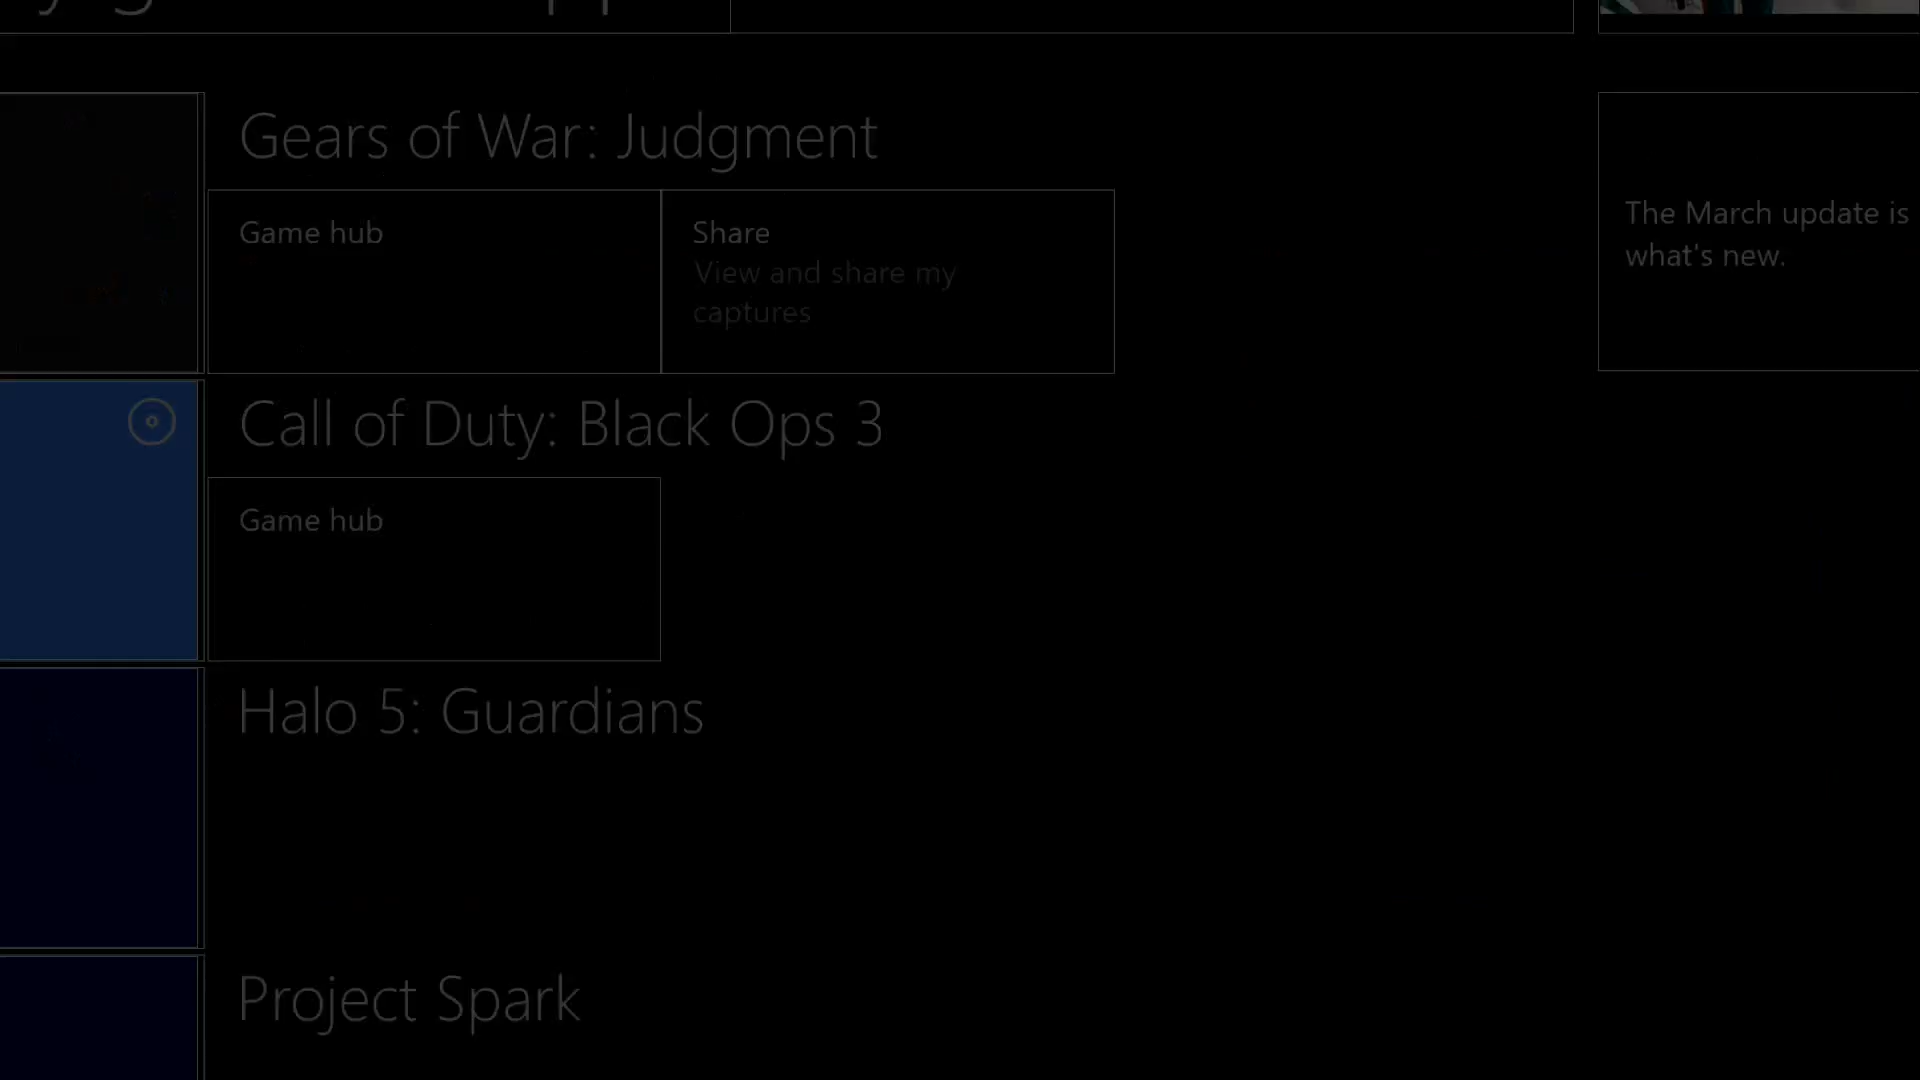 Gears of War: Judgment
Game hub
Share
View and share my
captures
The March update is
what's new.
Call of Duty: Black Ops 3
Game hub
Halo 5: Guardians
Project Spark